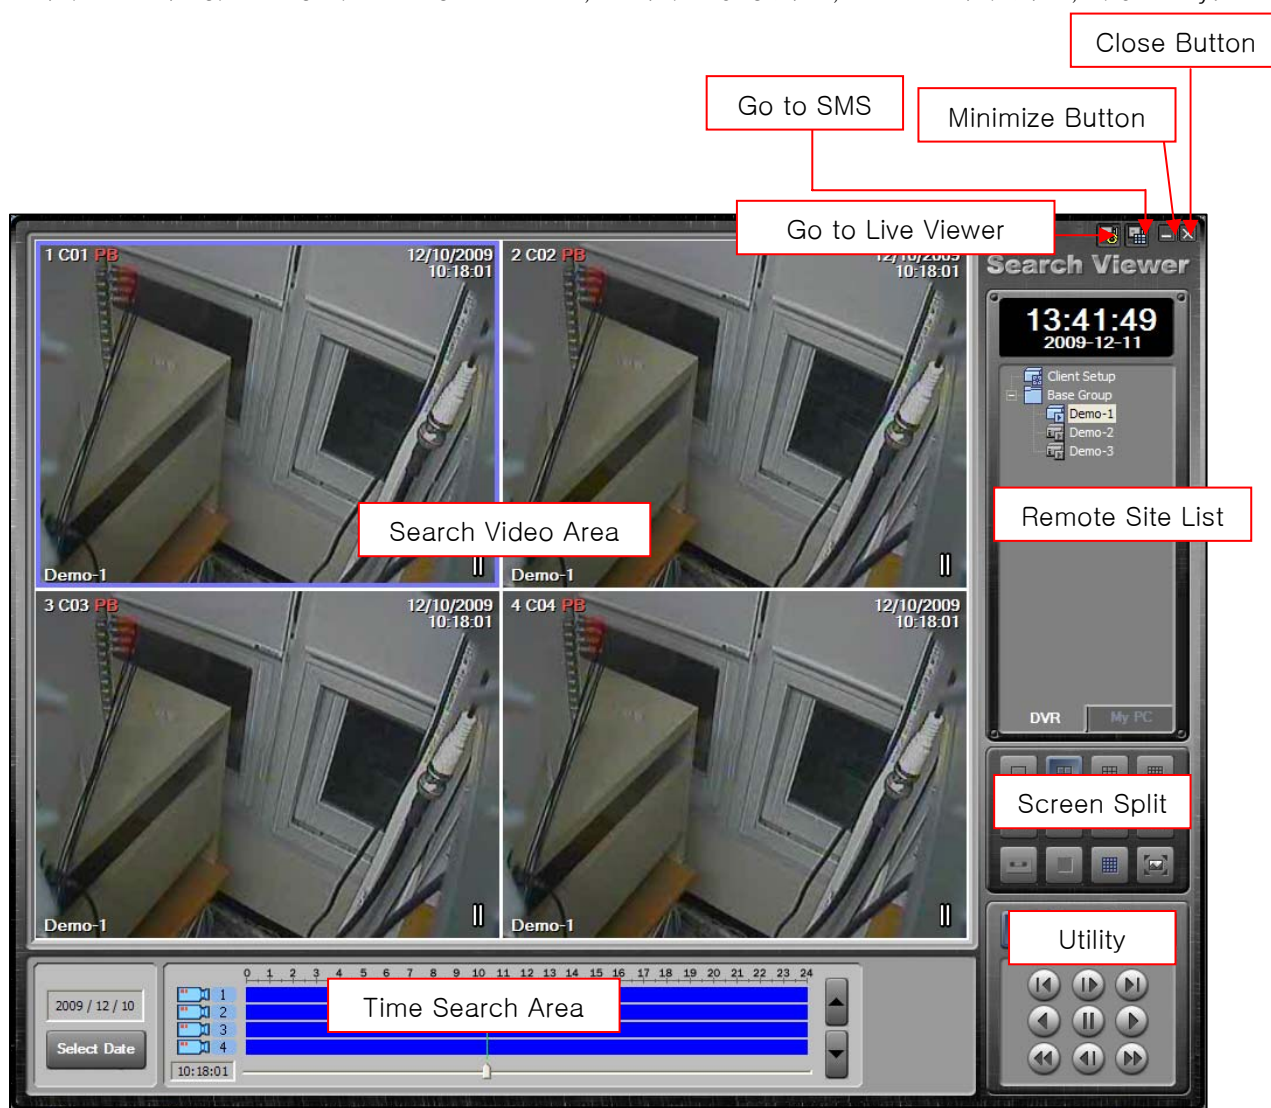 Close Button
Go to SMS
Minimize Button
Go to Live Viewer
Search Viewer
1 C01 PB
12/10/2009
10:18:01
2 C02 PB
12/10/2009
10:18:01
13:41:49
2009-12-11
Client Setup
Base Group
Demo-1
Demo-2
Demo-3
Remote Site List
Search Video Area
Demo-1
Demo-1
3 C03 PB
12/10/2009
10:18:01
4 C04 PB
12/10/2009
10:18:01
DVR
My PC
Screen Split
Demo-1
Demo-1
Utility
0 1 2 3 4 5 6 7 8 9 10 11 12 13 14 15 16 17 18 19 20 21 22 23 24
2009 / 12 / 10
1
2
Time Search Area
3
4
Select Date
10:18:01